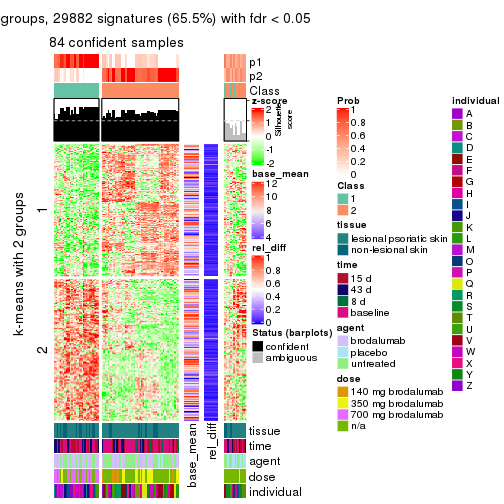 groups, 29882 signatures (65.5%) with fdr < 0.05
84 confident samples
p1
p2
Class
z-score
2
1
0
-1
-2
Silhouette
score
base_mean
12
10
8
6
4
rel_diff
1
0.8
0.6
0.4
0.2
0
Status (barplots)
confident
ambiguous
k-means with 2 groups
1
2
tissue
time
agent
dose
individual
base_mean
rel_diff
Prob
1
0.8
0.6
0.4
0.2
0
Class
1
2
tissue
lesional psoriatic skin
non-lesional skin
time
15 d
43 d
8 d
baseline
agent
brodalumab
placebo
untreated
dose
140 mg brodalumab
350 mg brodalumab
700 mg brodalumab
n/a
individual
A
B
C
D
E
F
G
H
I
J
K
L
M
O
P
Q
R
S
T
U
V
W
X
Y
Z